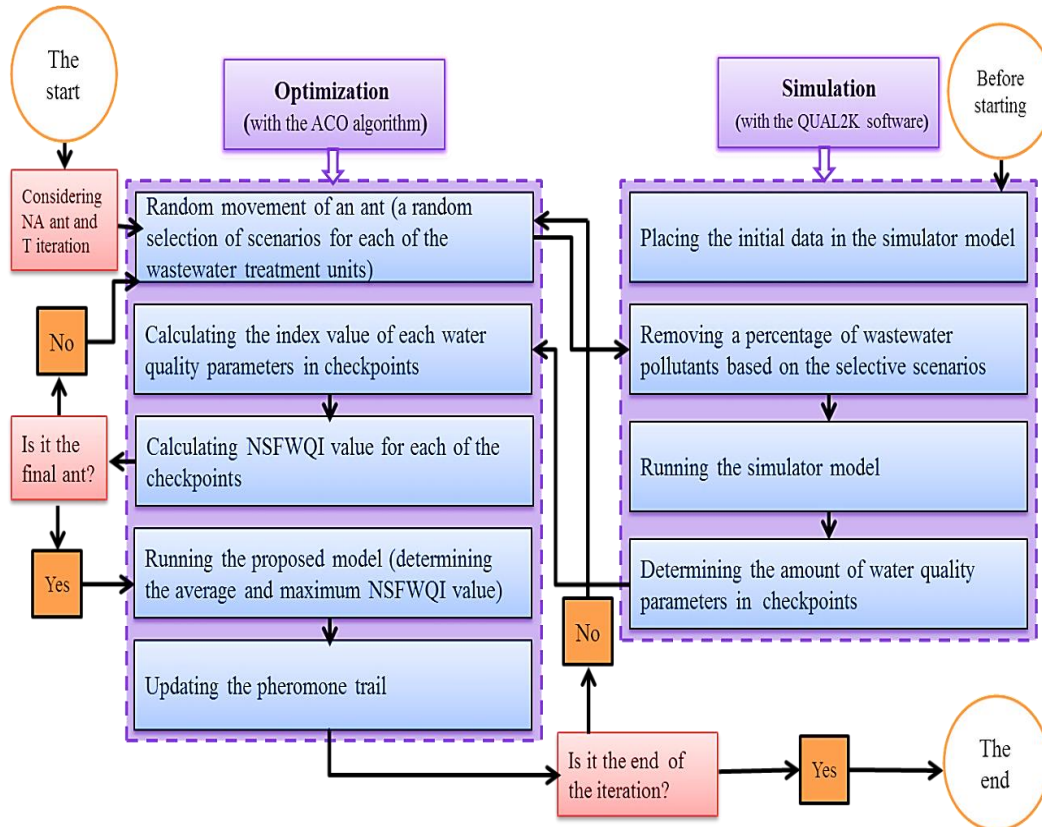 The
start
Optimization
(with the ACO algorithm)
Simulation
(with the QUAL2K software)
Before
starting
Considering
NA ant and
T iteration
Random movement of an ant (a random
selection of scenarios for each of the
wastewater treatment units)
Placing the initial data in the simulator model
No
Calculating the index value of each water
quality parameters in checkpoints
Removing a percentage of wastewater
pollutants based on the selective scenarios
Is it the
final ant?
Calculating NSFWQI value for each of the
checkpoints
Running the simulator model
Yes
Running the proposed model (determining
the average and maximum NSFWQI value)
Determining the amount of water quality
parameters in checkpoints
No
Updating the pheromone trail
Is it the end of
the iteration?
Yes
The
end